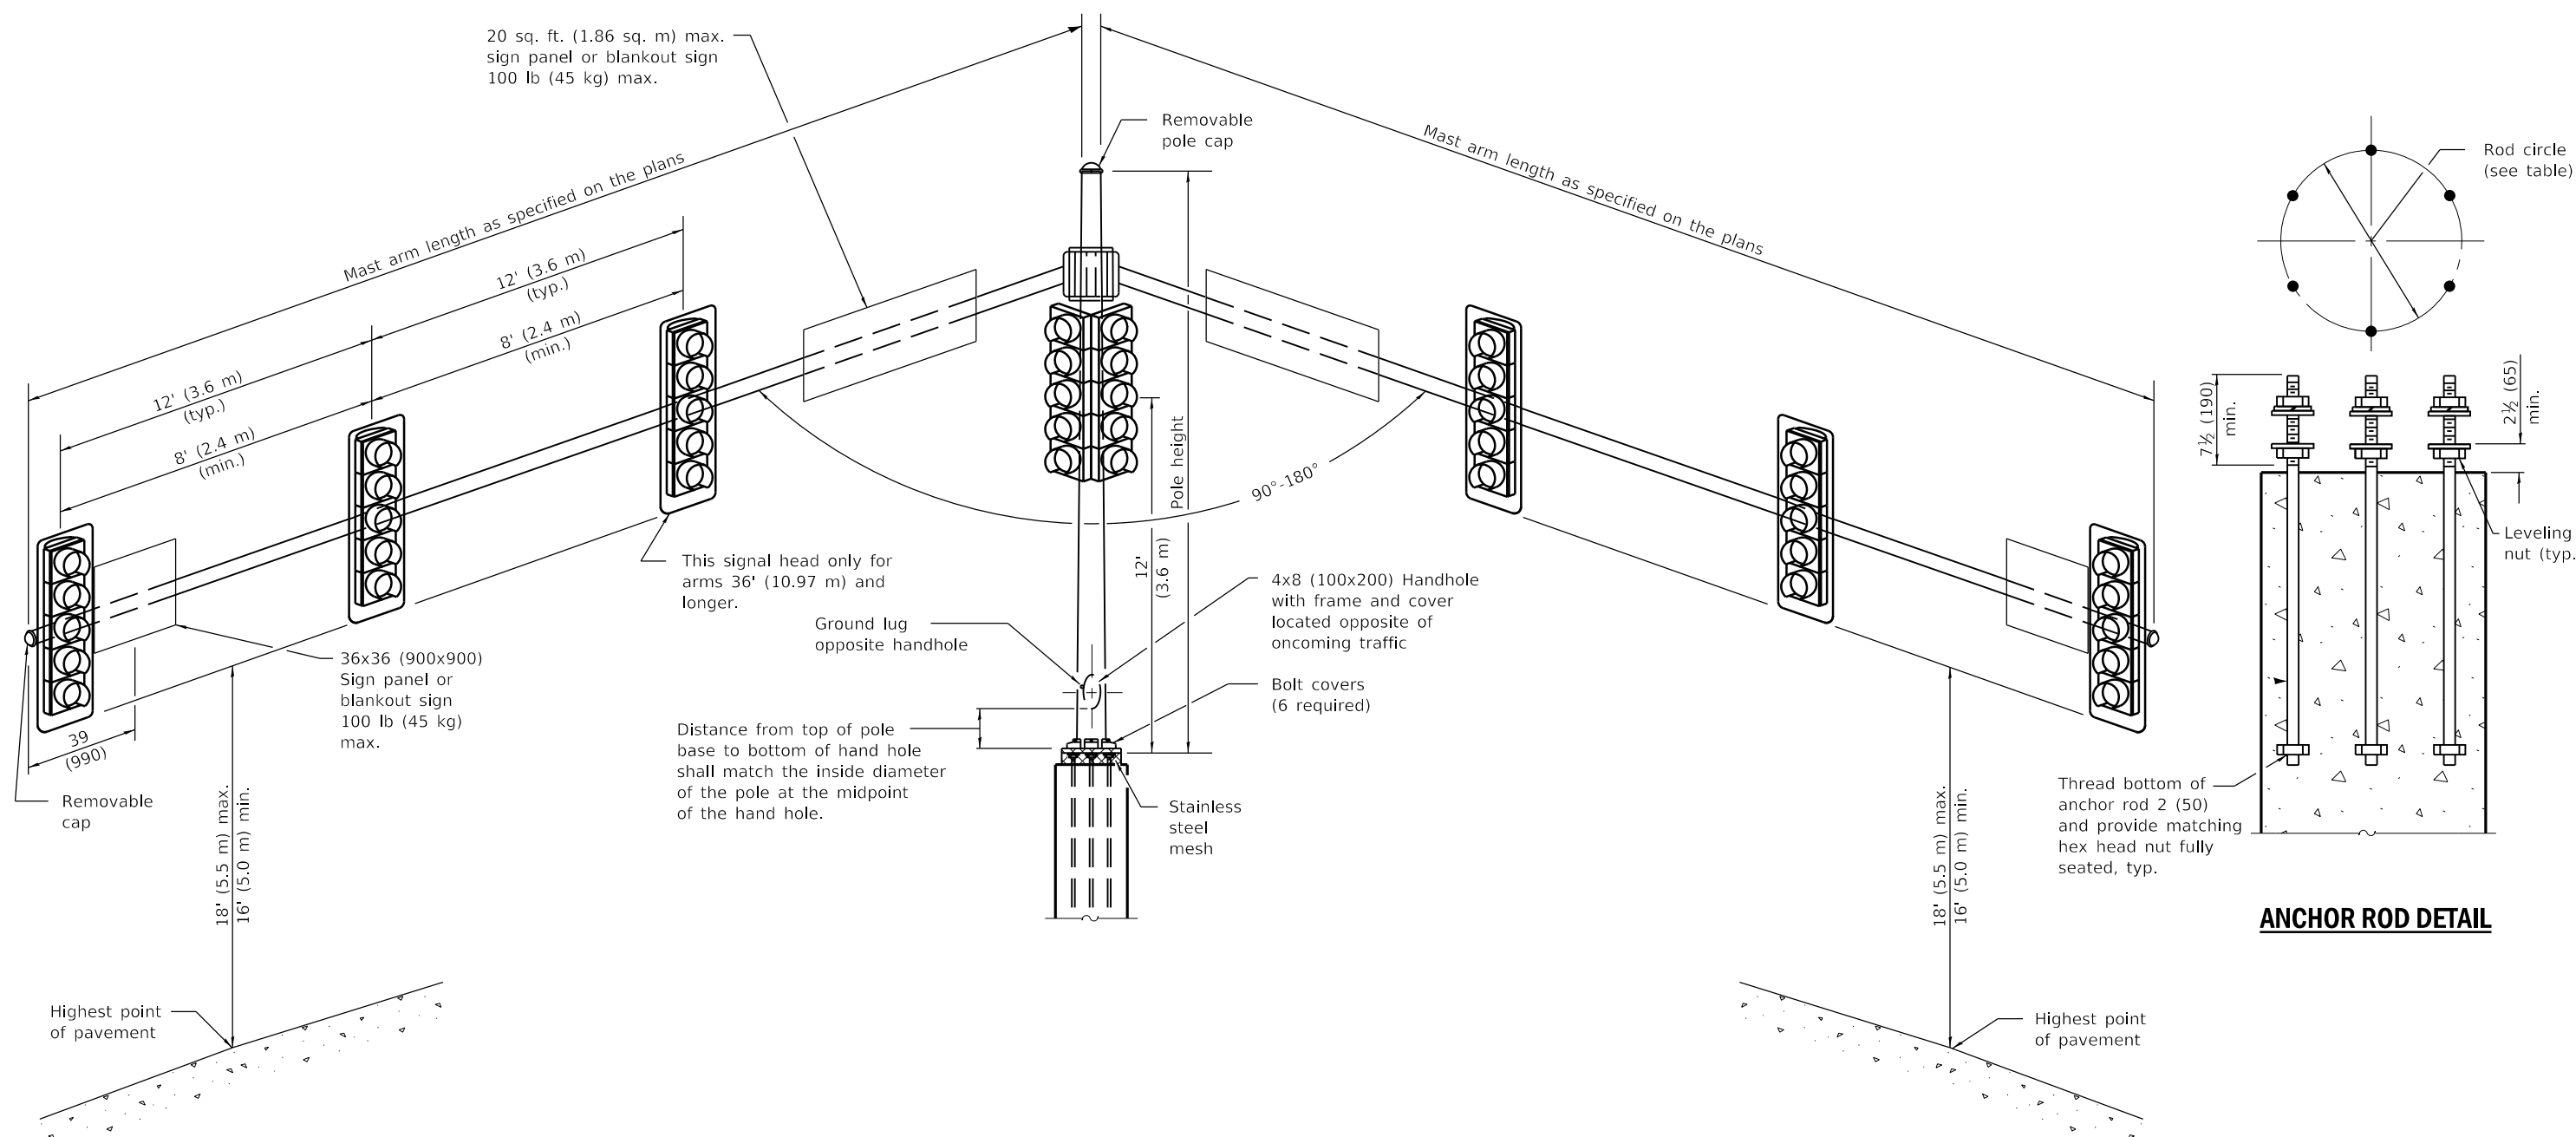 20 sq. ft. (1.86 sq. m) max.
sign panel or blankout sign
100 lb (45 kg) max.
Removable
pole cap
Mast arm length as specified on the plans
Mast arm length as specified on the plans
Rod circle
(see table)
12' (3.6 m)
(typ.)
8' (2.4 m)
(min.)
12' (3.6 m)
(typ.)
8' (2.4 m)
(min.)
Pole height
90°-180°
12'
(3.6 m)
7½ (190)
min.
2½ (65)
min.
Leveling
nut (typ.
This signal head only for
arms 36' (10.97 m) and
longer.
Ground lug
opposite handhole
4x8 (100x200) Handhole
with frame and cover
located opposite of
oncoming traffic
36x36 (900x900)
Sign panel or
blankout sign
100 lb (45 kg)
max.
Bolt covers
(6 required)
Distance from top of pole
base to bottom of hand hole
shall match the inside diameter
of the pole at the midpoint
of the hand hole.
39
(990)
Removable
cap
Stainless
steel
mesh
18' (5.5 m) max.
16' (5.0 m) min.
18' (5.5 m) max.
16' (5.0 m) min.
Thread bottom of
anchor rod 2 (50)
and provide matching
hex head nut fully
seated, typ.
ANCHOR ROD DETAIL
Highest point
of pavement
Highest point
of pavement